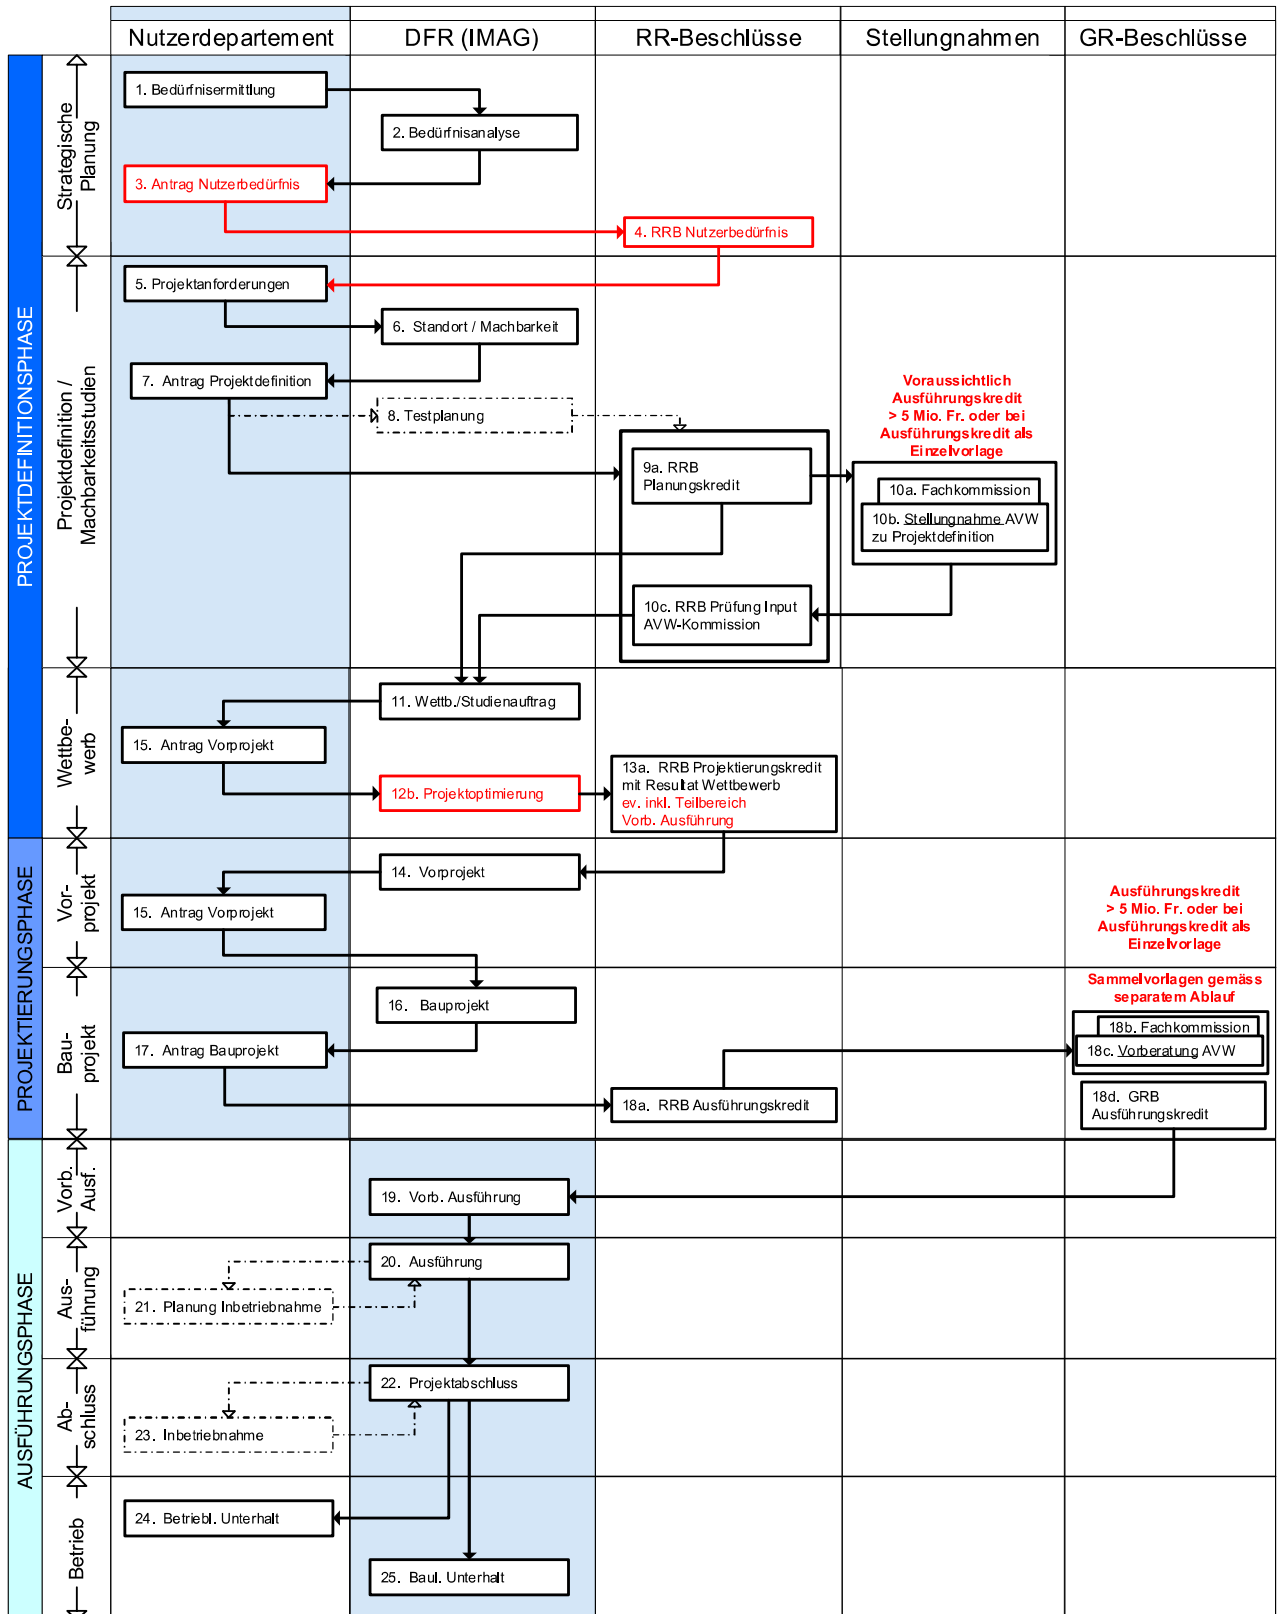 Nutzerdepartement
DFR (IMAG)
RR-Beschlüsse
Stellungnahmen
GR-Beschlüsse
PROJEKTDEFINITIONSPHASE
Strategische
Planung
1. Bedürfnisermittlung
2. Bedürfnisanalyse
3. Antrag Nutzerbedürfnis
4. RRB Nutzerbedürfnis
Projektdefinition /
Machbarkeitsstudien
5. Projektanforderungen
6. Standort / Machbarkeit
7. Antrag Projektdefinition
8. Testplanung
Voraussichtlich
Ausführungskredit
> 5 Mio. Fr. oder bei
Ausführungskredit als
Einzelvorlage
9a. RRB
Planungskredit
10a. Fachkommission
10b. Stellungnahme AVW
zu Projektdefinition
10c. RRB Prüfung Input
AVW-Kommission
Wettbe-
werb
11. Wettb./Studienauftrag
15. Antrag Vorprojekt
12b. Projektoptimierung
13a. RRB Projektierungskredit
mit Resultat Wettbewerb
ev. inkl. Teilbereich
Vorb. Ausführung
PROJEKTIERUNGSPHASE
Vor-
projekt
14. Vorprojekt
15. Antrag Vorprojekt
Ausführungskredit
> 5 Mio. Fr. oder bei
Ausführungskredit als
Einzelvorlage
Bau-
projekt
Sammelvorlagen gemäss
separatem Ablauf
16. Bauprojekt
17. Antrag Bauprojekt
18b. Fachkommission
18c. Vorberatung AVW
18a. RRB Ausführungskredit
18d. GRB
Ausführungskredit
AUSFÜHRUNGSPHASE
Vorb.
Ausf.
19. Vorb. Ausführung
Aus-
führung
20. Ausführung
21. Planung Inbetriebnahme
Ab-
schluss
22. Projektabschluss
23. Inbetriebnahme
Betrieb
24. Betriebl. Unterhalt
25. Baul. Unterhalt